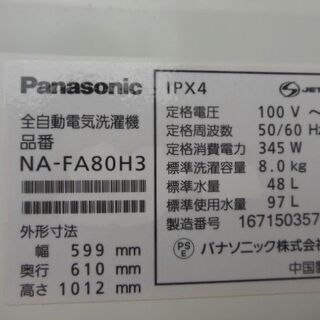 Panasonic
全自動電気洗濯機
品番
NA-FA80H3
外形寸法
幅 599 mm
奥行 610 mm
高さ 1012 mm
IPX4
JET
定格電圧 100 V ~
定格周波数 50/60 Hz
定格消費電力 345 W
標準洗濯容量 8.0 kg
標準水量 48 L
標準使用水量 97 L
製造番号 167150357
PS
E
パナソニック株式会
中国製